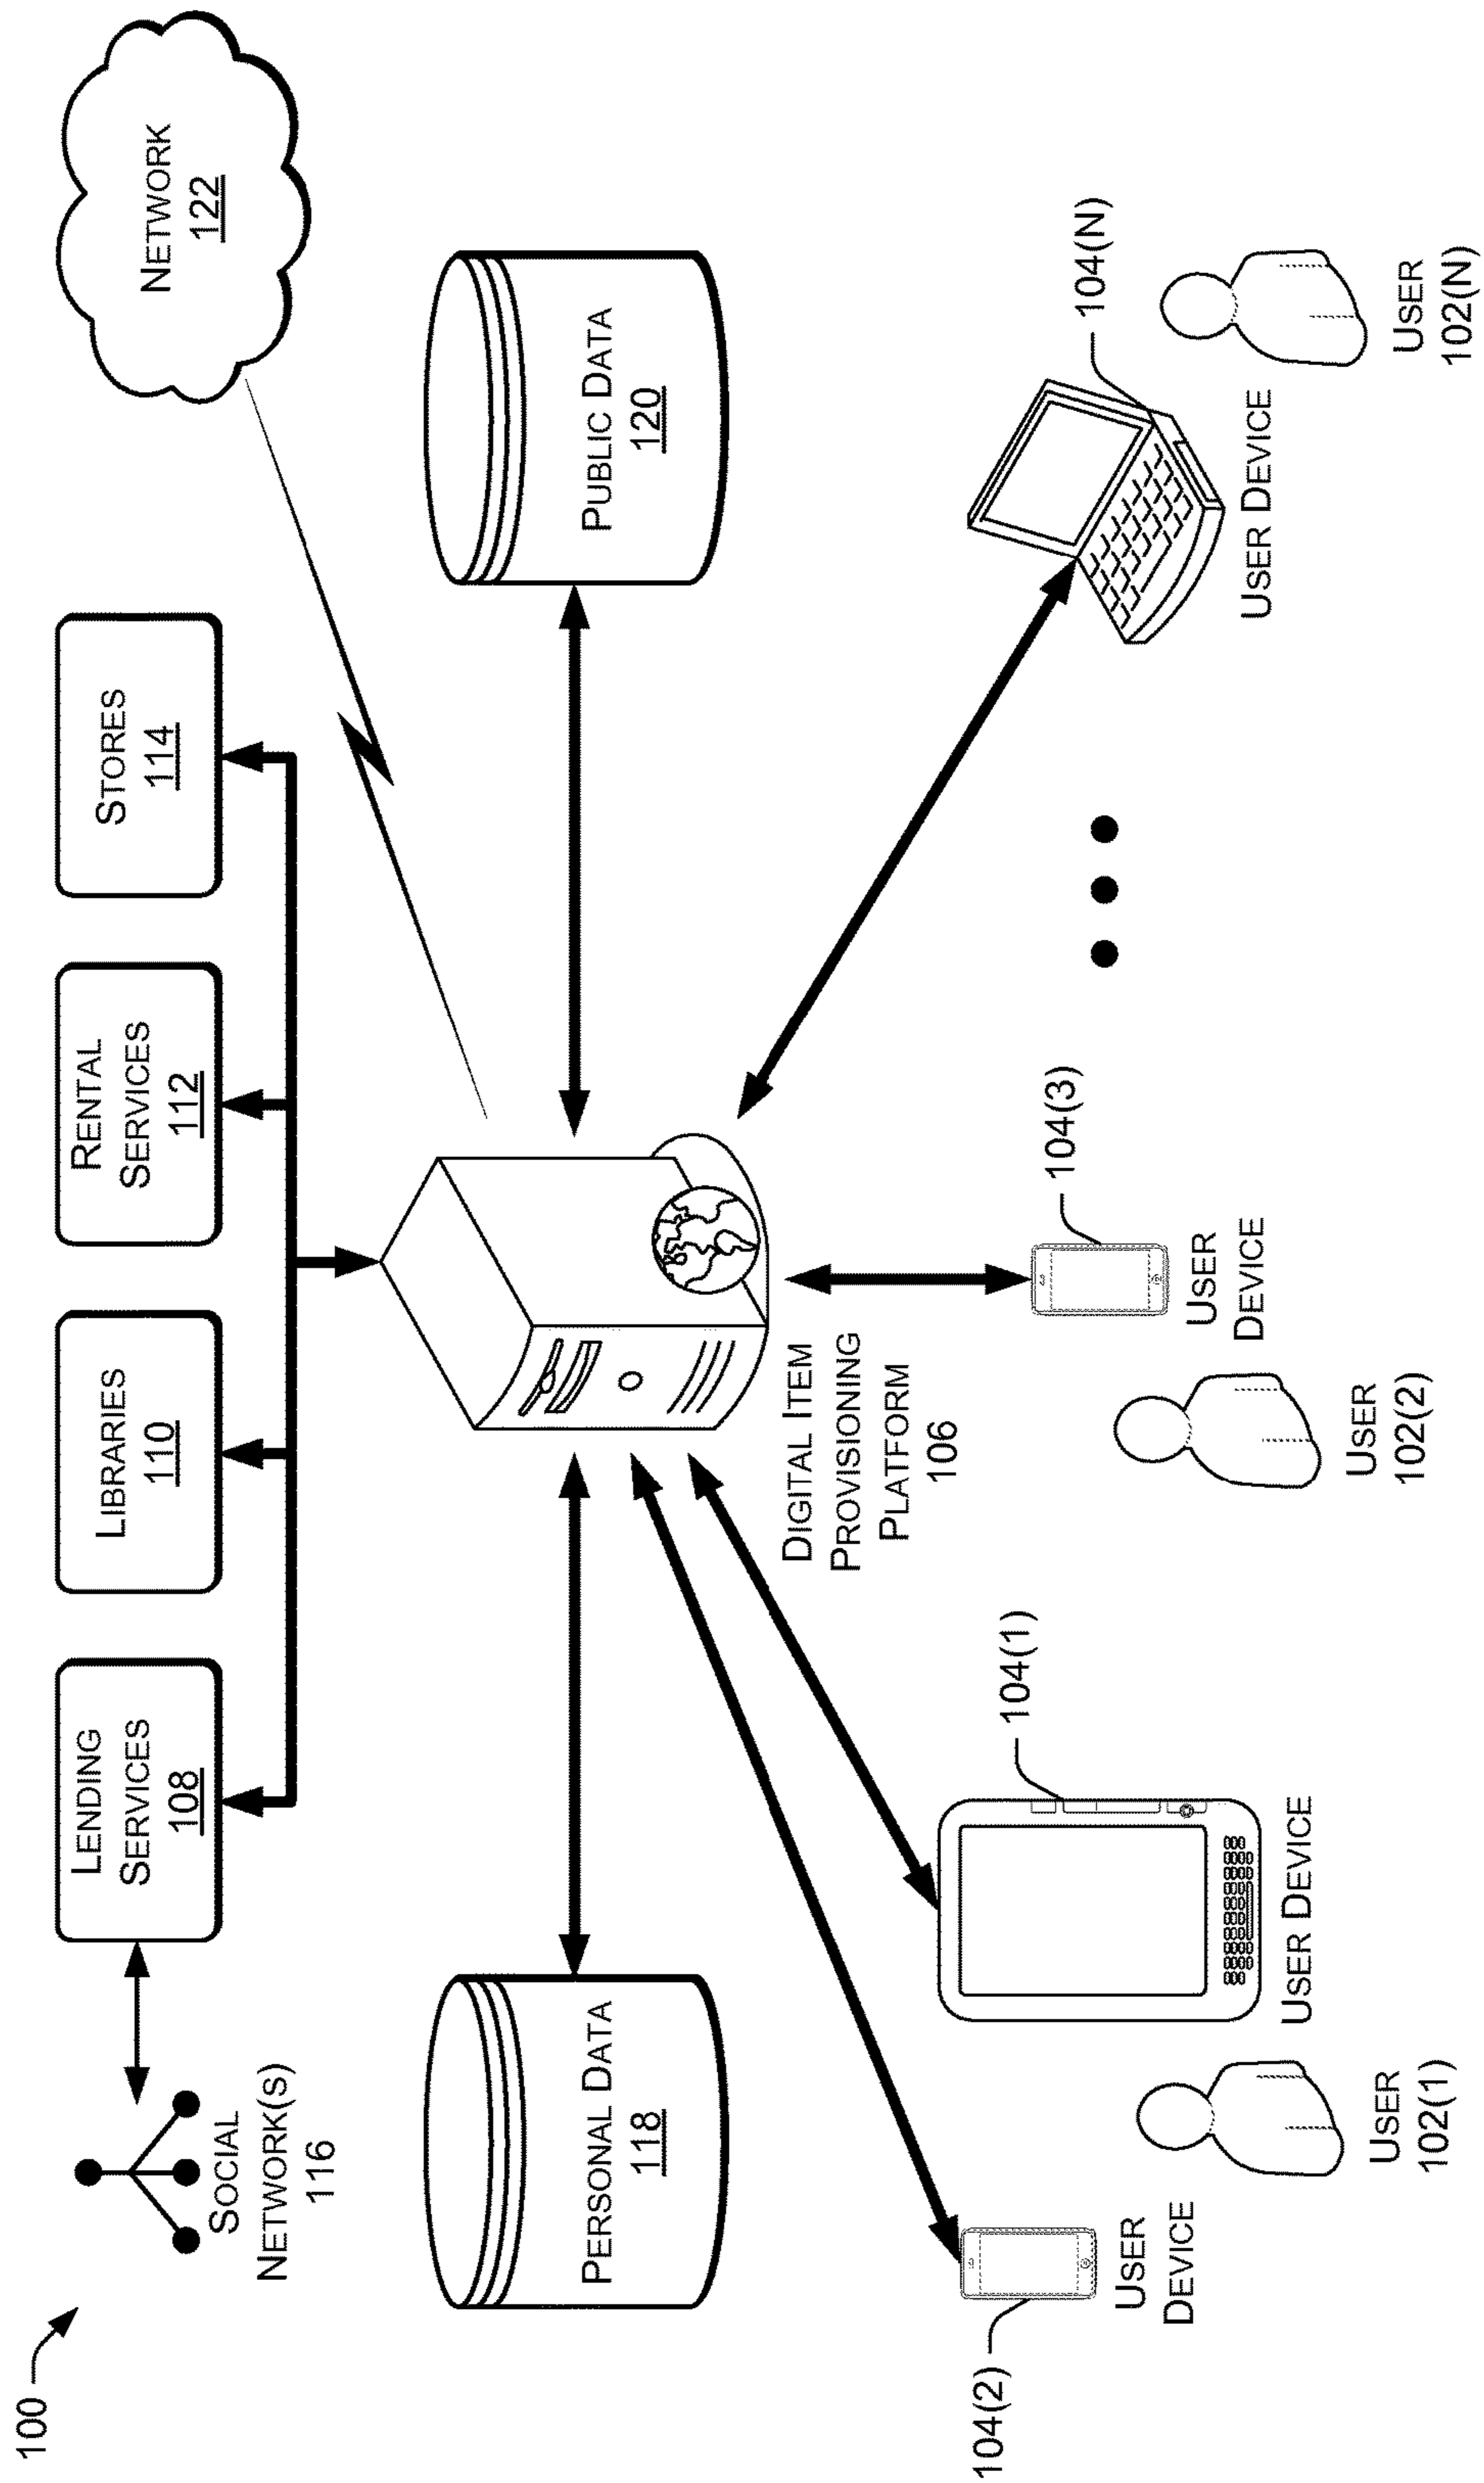 100
SOCIAL
NETWORK(S)
116
LENDING
SERVICES
108
LIBRARIES
110
RENTAL
SERVICES
112
STORES
114
NETWORK
122
PERSONAL DATA
118
PUBLIC DATA
120
DIGITAL ITEM
PROVISIONING
PLATFORM
106
104(2)
USER
DEVICE
USER
102(1)
104(1)
USER DEVICE
104(3)
USER
DEVICE
USER
102(2)
104(N)
USER DEVICE
USER
102(N)